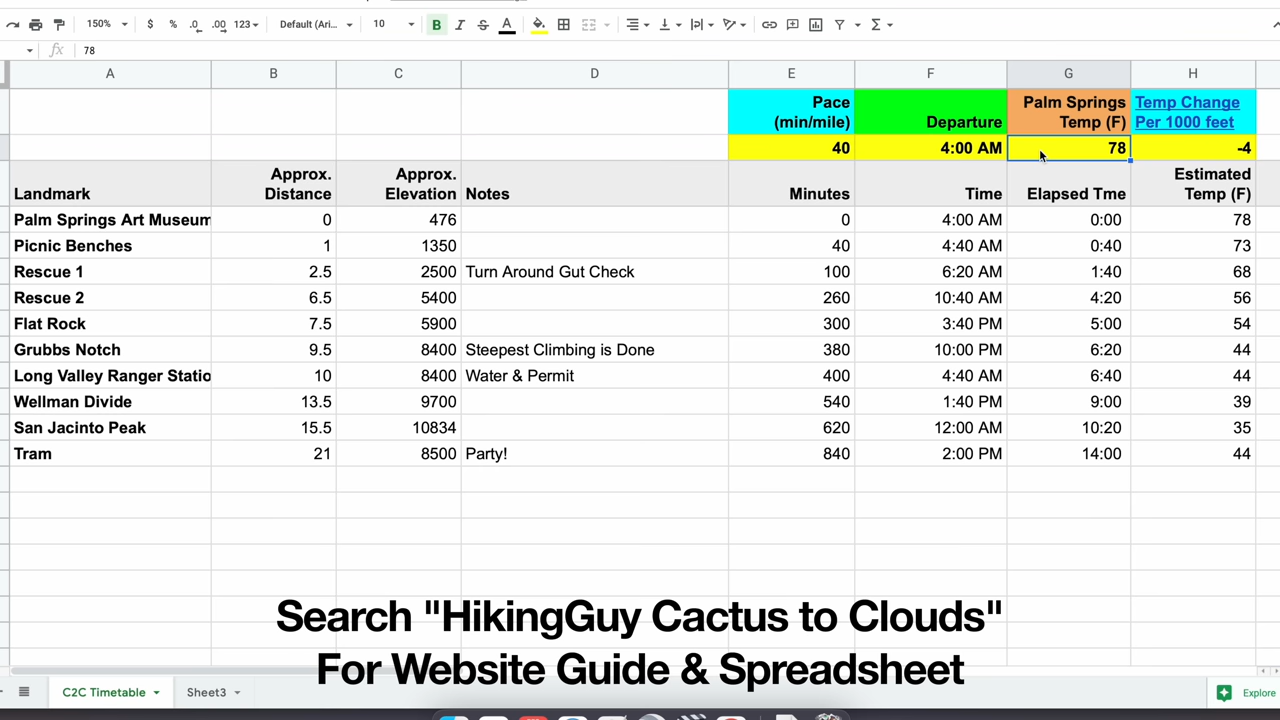 150% $ % .0 .00 123 Default (Ari... 10 B I S A
fx 78
A B C D E F G H
Pace (min/mile) Departure Palm Springs Temp (F) Temp Change Per 1000 feet
40 4:00 AM 78 -4
Landmark Approx. Distance Approx. Elevation Notes Minutes Time Elapsed Tme Estimated Temp (F)
Palm Springs Art Museum 0 476 0 4:00 AM 0:00 78
Picnic Benches 1 1350 40 4:40 AM 0:40 73
Rescue 1 2.5 2500 Turn Around Gut Check 100 6:20 AM 1:40 68
Rescue 2 6.5 5400 260 10:40 AM 4:20 56
Flat Rock 7.5 5900 300 3:40 PM 5:00 54
Grubbs Notch 9.5 8400 Steepest Climbing is Done 380 10:00 PM 6:20 44
Long Valley Ranger Statio 10 8400 Water & Permit 400 4:40 AM 6:40 44
Wellman Divide 13.5 9700 540 1:40 PM 9:00 39
San Jacinto Peak 15.5 10834 620 12:00 AM 10:20 35
Tram 21 8500 Party! 840 2:00 PM 14:00 44
Search "HikingGuy Cactus to Clouds"
For Website Guide & Spreadsheet
C2C Timetable Sheet3 Explore